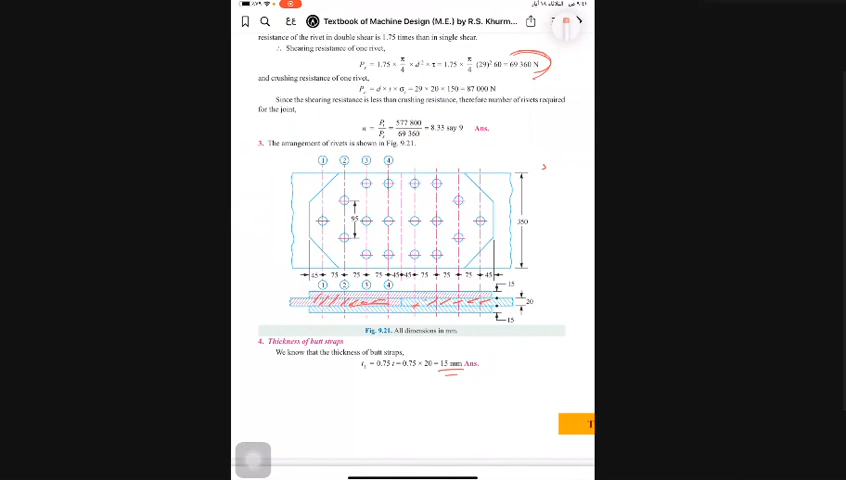 ٩:٤١ ص الثلاثاء ١٨ أيار
Textbook of Machine Design (M.E.) by R.S. Khurm...
resistance of the rivet in double shear is 1.75 times than in single shear.
∴ Shearing resistance of one rivet,
Ps = 1.75 × π/4 × d² × τ = 1.75 × π/4 (29)² 60 = 69 360 N
and crushing resistance of one rivet,
Pc = d × t × σc = 29 × 20 × 150 = 87 000 N
Since the shearing resistance is less than crushing resistance, therefore number of rivets required
for the joint,
n = Pt/Ps = 577 800/69 360 = 8.33 say 9 Ans.
3. The arrangement of rivets is shown in Fig. 9.21.
1 2 3 4
95
350
45 75 75 75 45 45 75 75 75 45
1 2 3 4
15
20
15
Fig. 9.21. All dimensions in mm.
4. Thickness of butt straps
We know that the thickness of butt straps,
t1 = 0.75 t = 0.75 × 20 = 15 mm Ans.
T